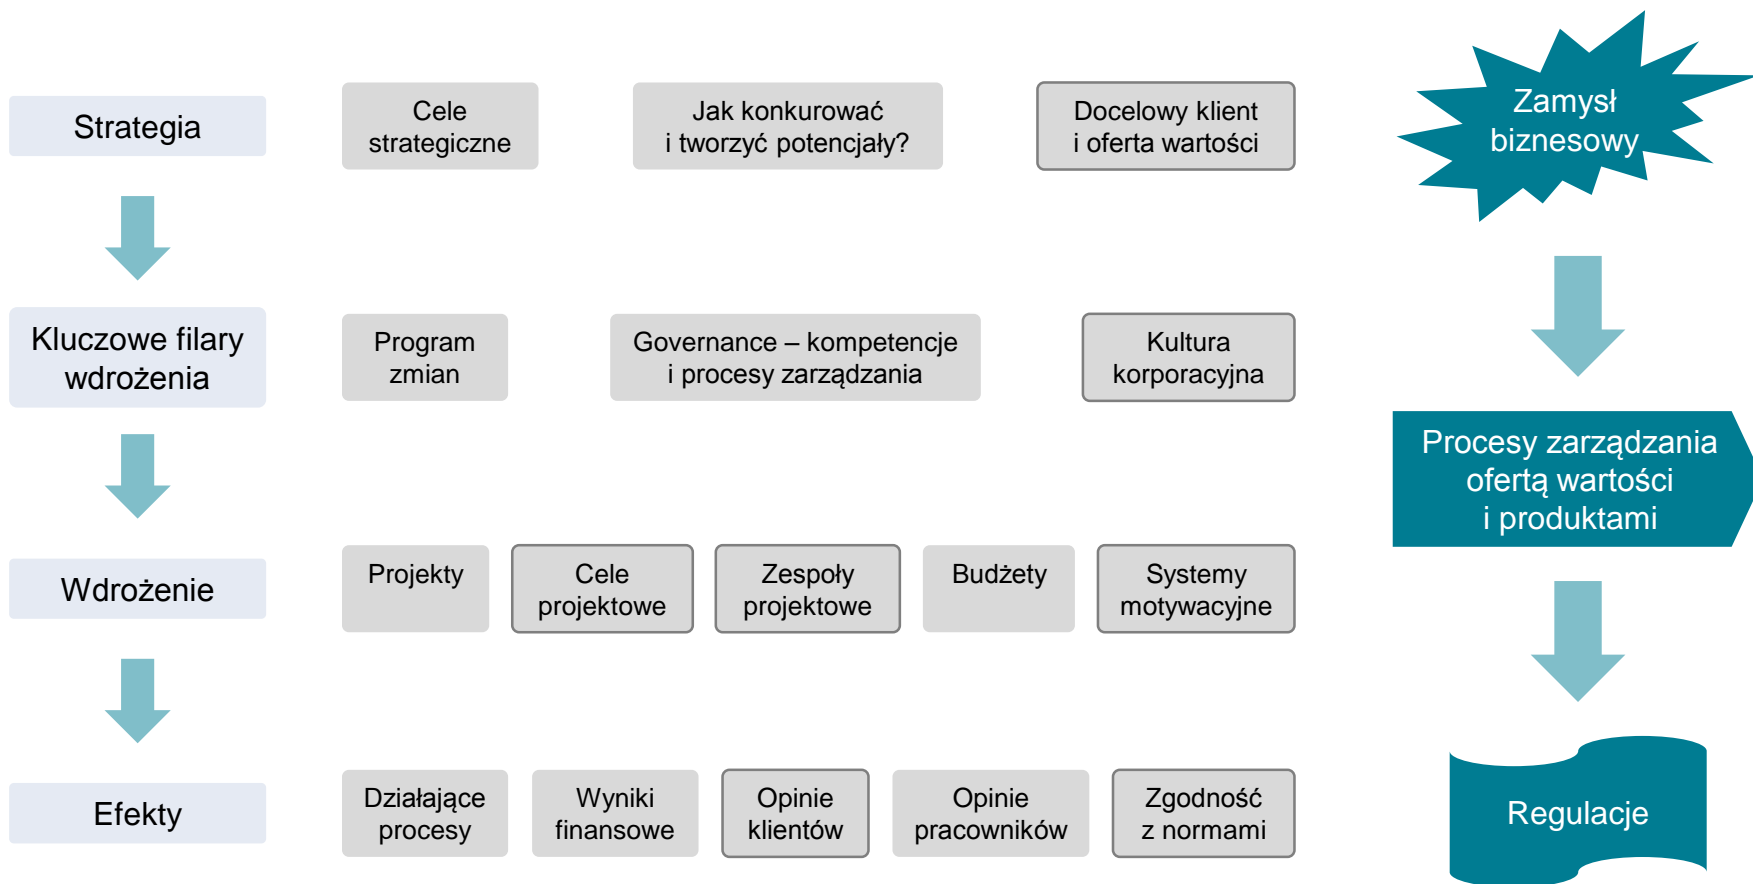 Strategia
Cele
strategiczne
Jak konkurować
i tworzyć potencjały?
Docelowy klient
i oferta wartości
Zamysł
biznesowy
Kluczowe filary
wdrożenia
Program
zmian
Governance – kompetencje
i procesy zarządzania
Kultura
korporacyjna
Procesy zarządzania
ofertą wartości
i produktami
Wdrożenie
Projekty
Cele
projektowe
Zespoły
projektowe
Budżety
Systemy
motywacyjne
Efekty
Działające
procesy
Wyniki
finansowe
Opinie
klientów
Opinie
pracowników
Zgodność
z normami
Regulacje